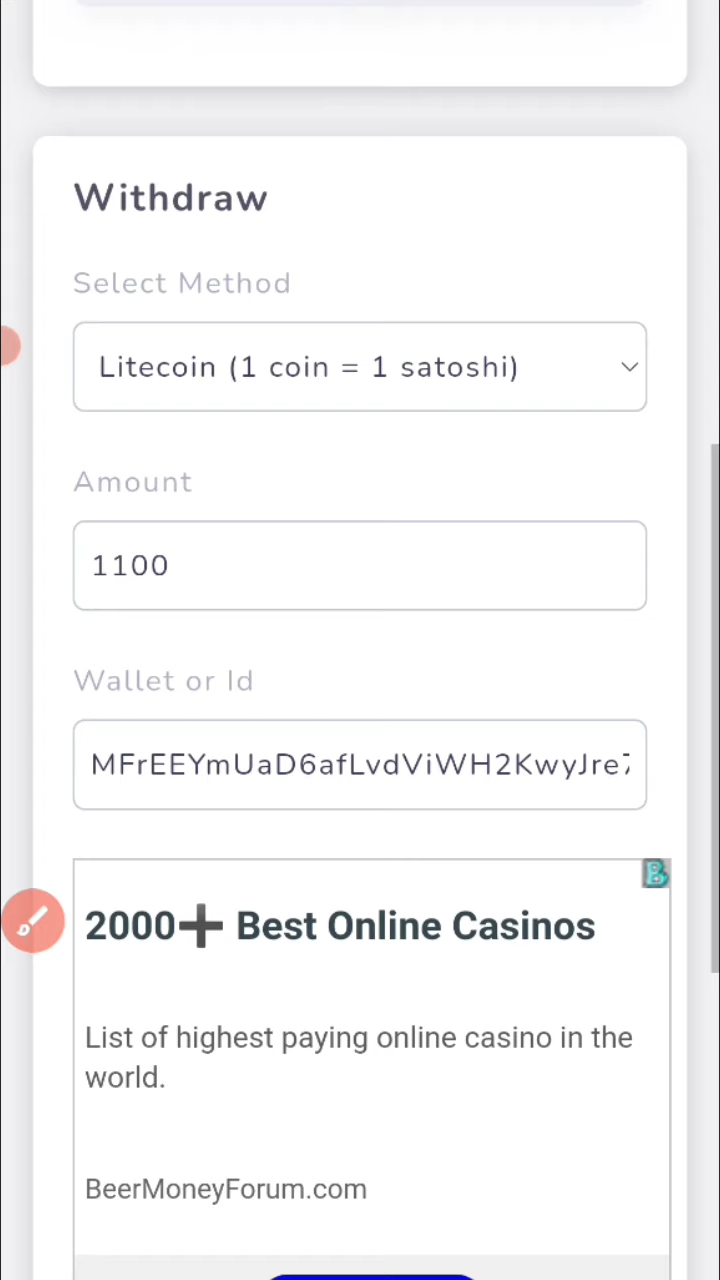 Withdraw
Select Method
Litecoin (1 coin = 1 satoshi)
Amount
1100
Wallet or Id
MFrEEYmUaD6afLvdViWH2KwyJre7
B
2000➕ Best Online Casinos
List of highest paying online casino in the
world.
BeerMoneyForum.com